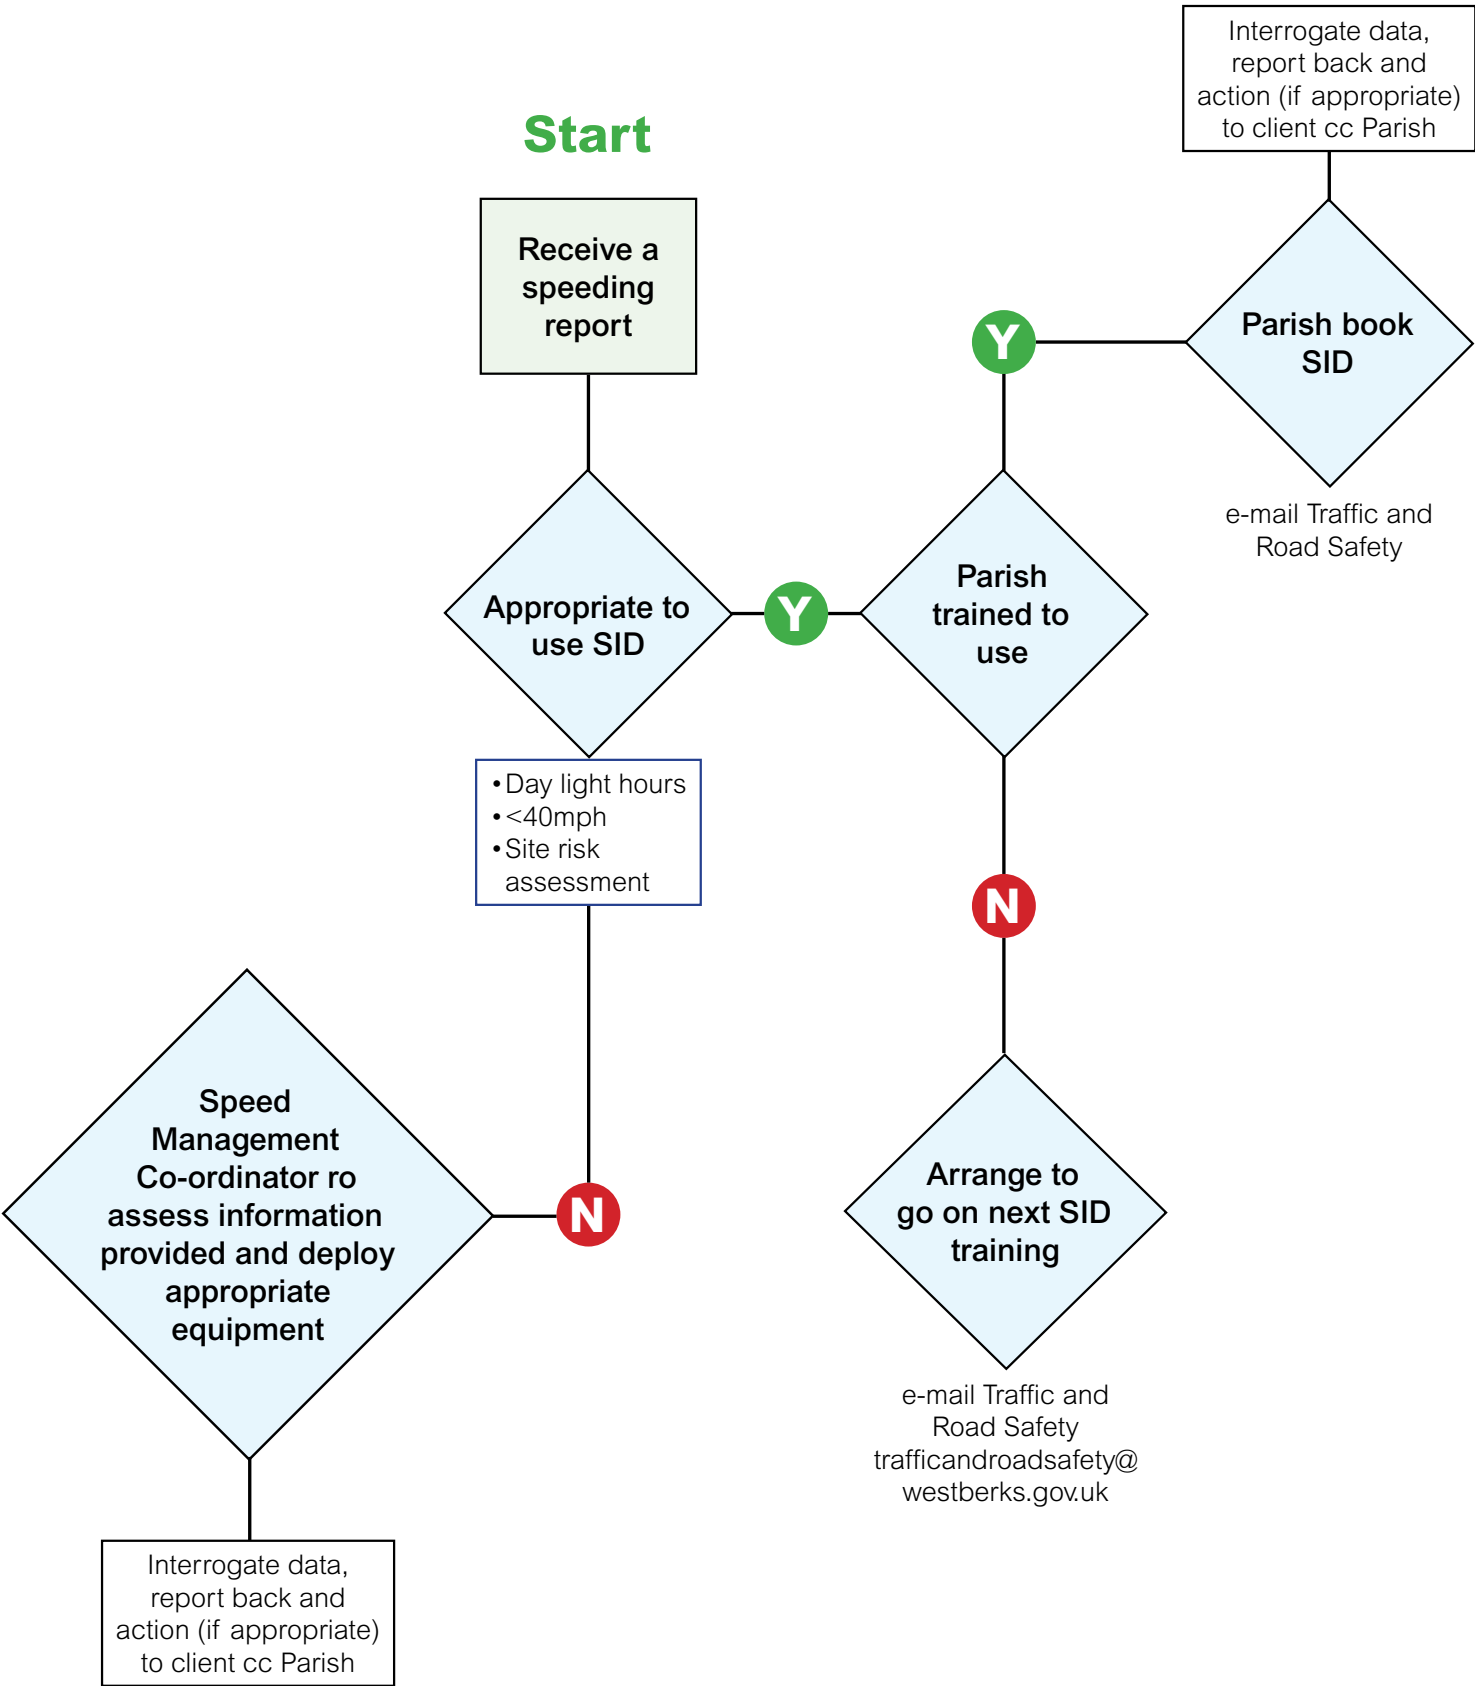 Start
Receive a
speeding
report
Appropriate to
use SID
• Day light hours
• <40mph
• Site risk
assessment
Y
Parish
trained to
use
Y
Parish book
SID
e-mail Traffic and
Road Safety
Interrogate data,
report back and
action (if appropriate)
to client cc Parish
N
Arrange to
go on next SID
training
e-mail Traffic and
Road Safety
trafficandroadsafety@
westberks.gov.uk
N
Speed
Management
Co-ordinator ro
assess information
provided and deploy
appropriate
equipment
Interrogate data,
report back and
action (if appropriate)
to client cc Parish